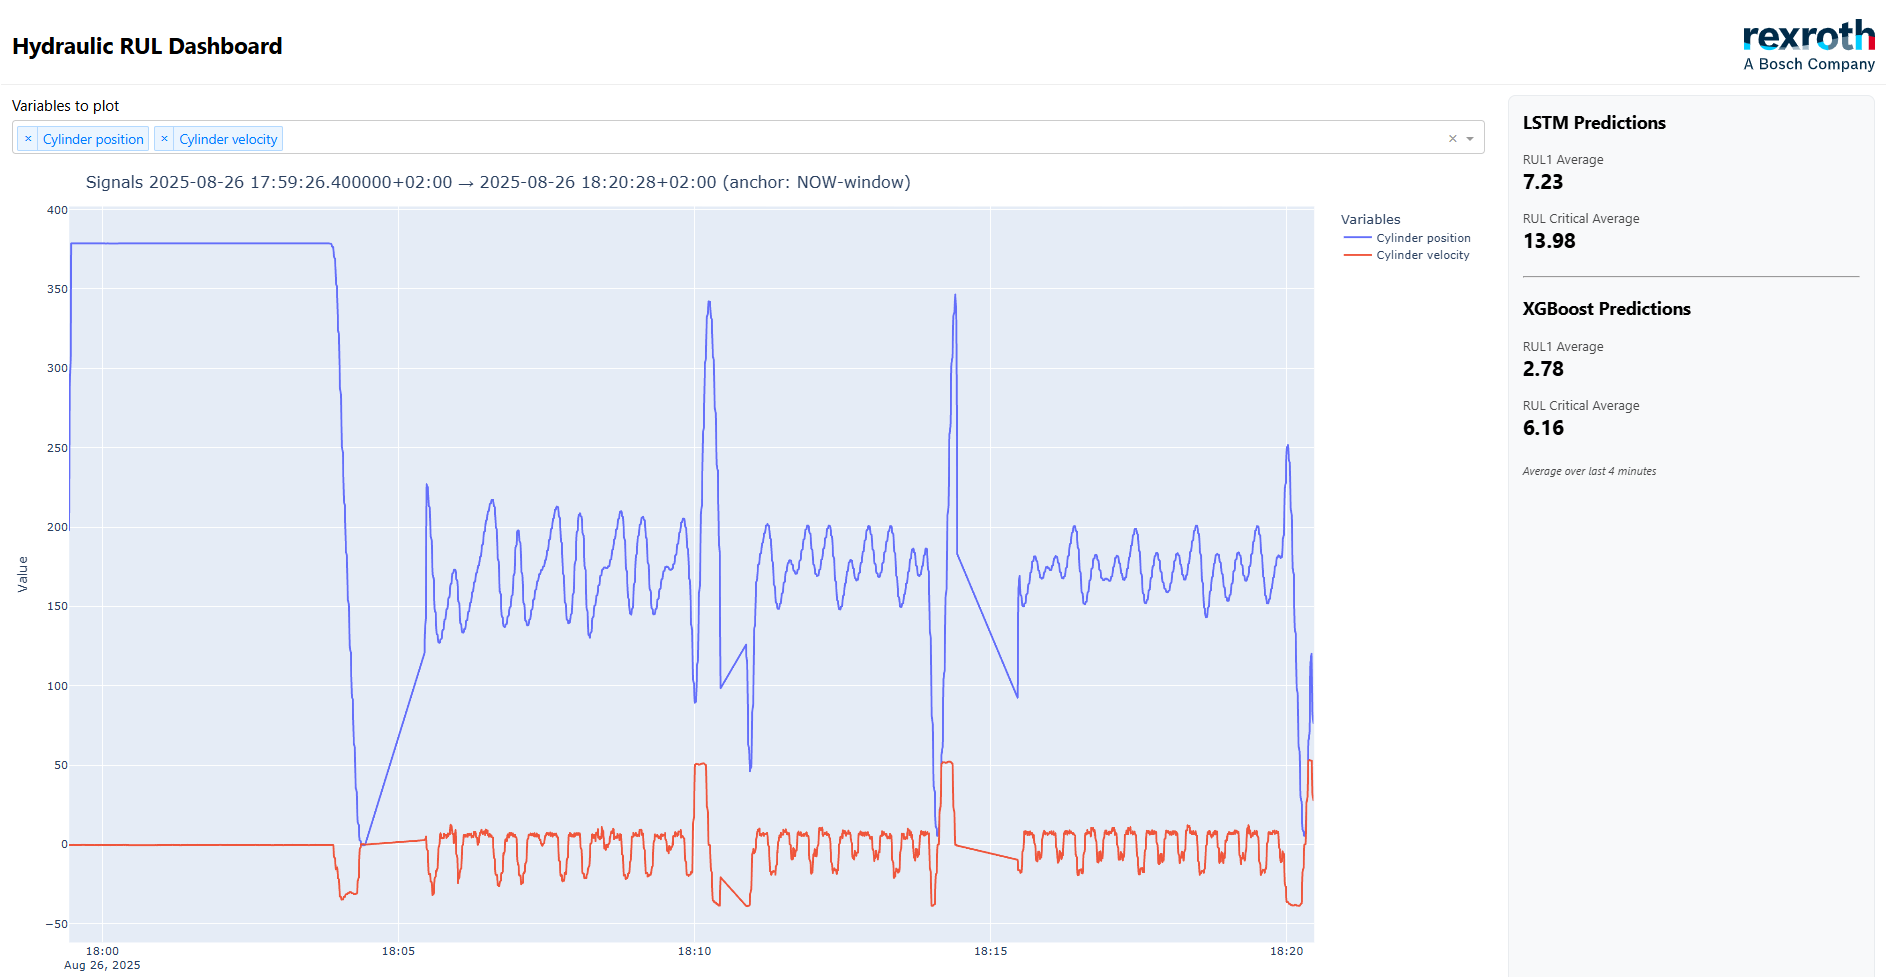 Hydraulic RUL Dashboard
rexroth
A Bosch Company
Variables to plot
× Cylinder position × Cylinder velocity ×
Signals 2025-08-26 17:59:26.400000+02:00 → 2025-08-26 18:20:28+02:00 (anchor: NOW-window)
Value
400
350
300
250
200
150
100
50
0
−50
18:00 18:05 18:10 18:15 18:20
Aug 26, 2025
Variables
Cylinder position
Cylinder velocity
LSTM Predictions
RUL1 Average
7.23
RUL Critical Average
13.98
XGBoost Predictions
RUL1 Average
2.78
RUL Critical Average
6.16
Average over last 4 minutes